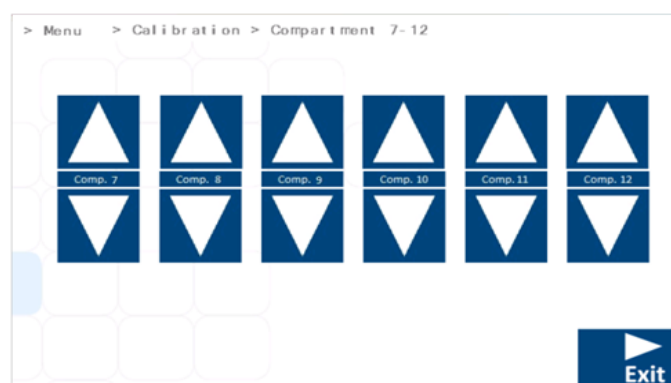 > Menu > Calibration > Compartment 7-12
Comp. 7 Comp. 8 Comp. 9 Comp. 10 Comp. 11 Comp. 12
Exit